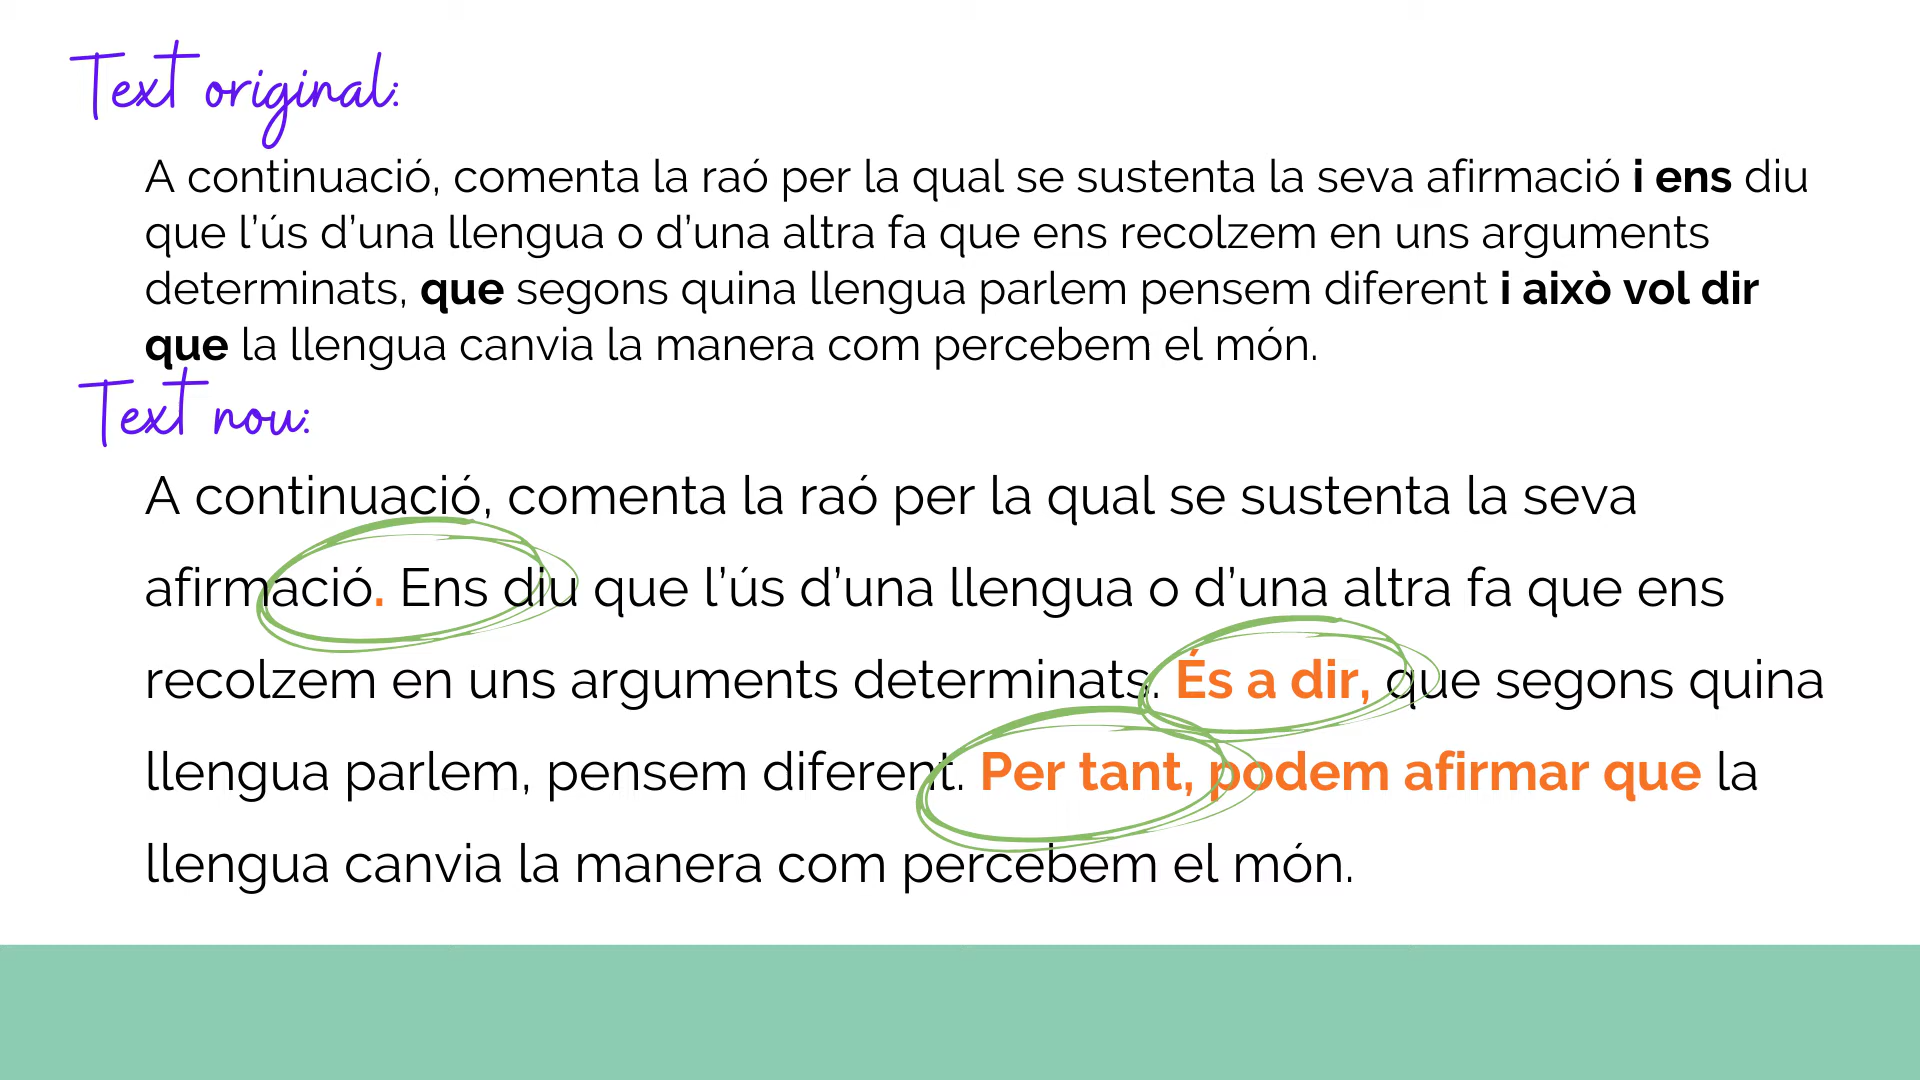 Text original:
A continuació, comenta la raó per la qual se sustenta la seva afirmació i ens diu
que l’ús d’una llengua o d’una altra fa que ens recolzem en uns arguments
determinats, que segons quina llengua parlem pensem diferent i això vol dir
que la llengua canvia la manera com percebem el món.
Text nou:
A continuació, comenta la raó per la qual se sustenta la seva
afirmació. Ens diu que l’ús d’una llengua o d’una altra fa que ens
recolzem en uns arguments determinats. És a dir, que segons quina
llengua parlem, pensem diferent. Per tant, podem afirmar que la
llengua canvia la manera com percebem el món.